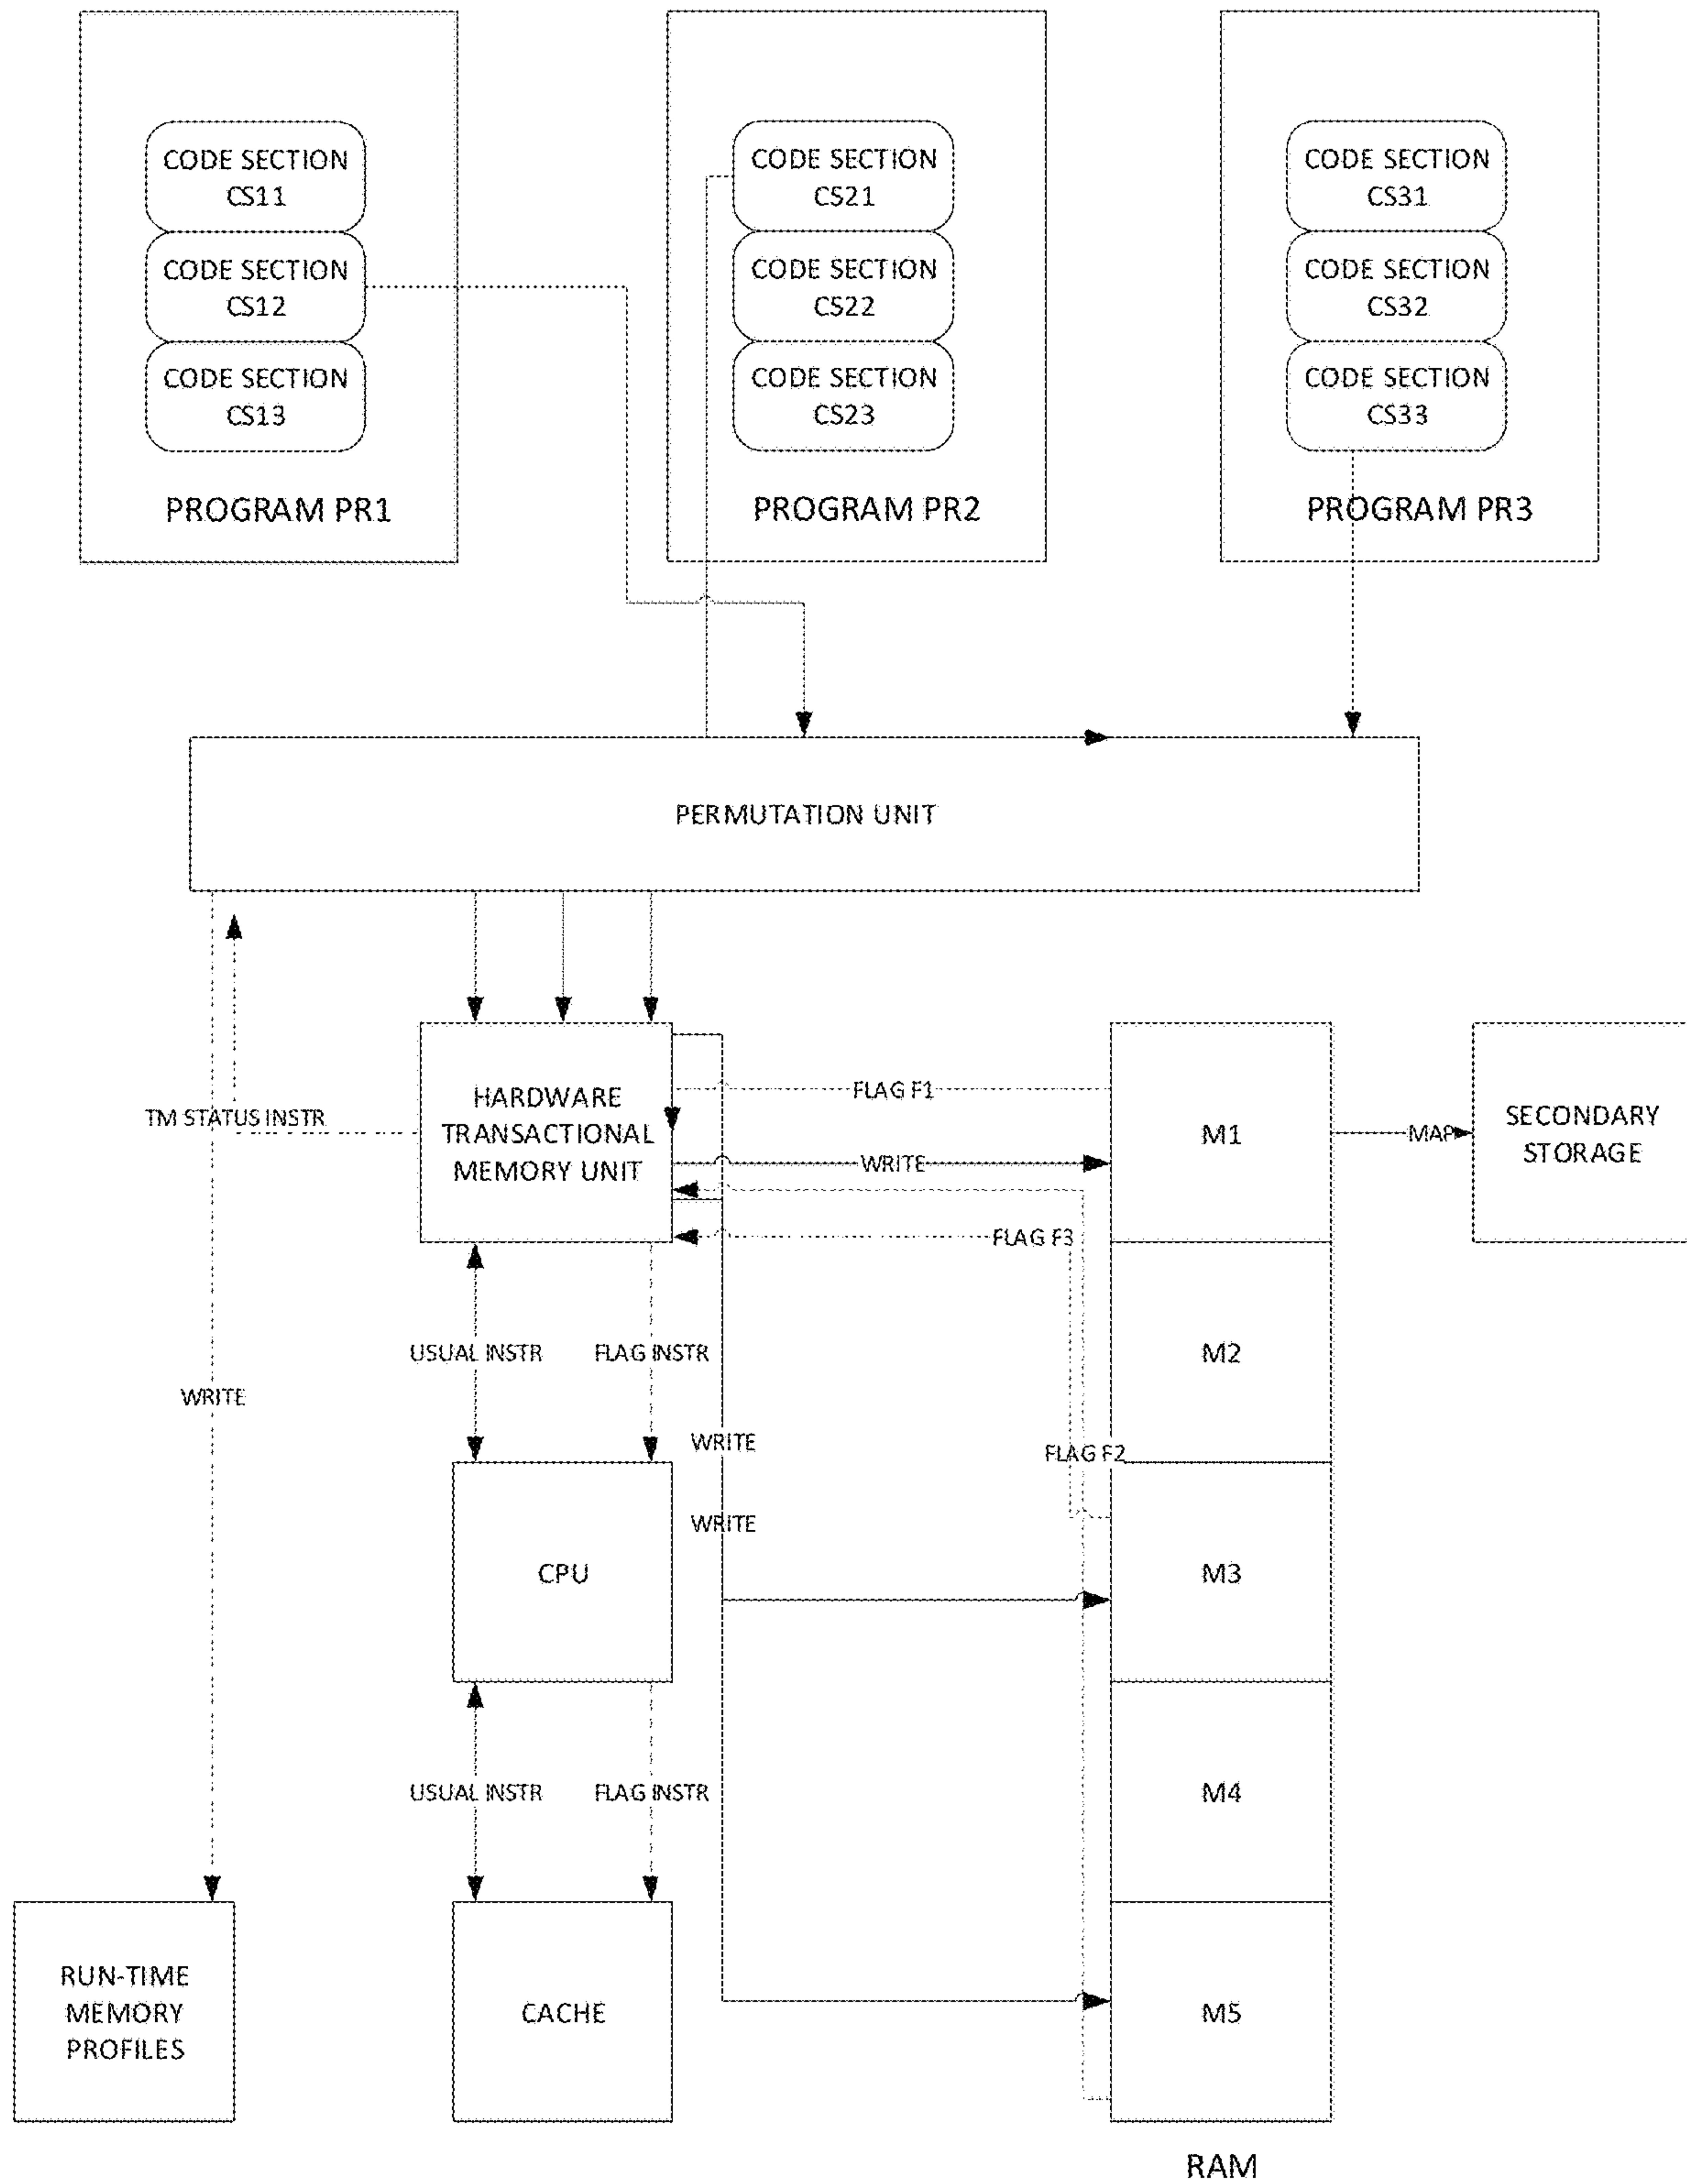 CODE SECTION
CS11
CODE SECTION
CS12
CODE SECTION
CS13
PROGRAM PR1
CODE SECTION
CS21
CODE SECTION
CS22
CODE SECTION
CS23
PROGRAM PR2
CODE SECTION
CS31
CODE SECTION
CS32
CODE SECTION
CS33
PROGRAM PR3
PERMUTATION UNIT
TM STATUS INSTR
HARDWARE
TRANSACTIONAL
MEMORY UNIT
FLAG F1
WRITE
FLAG F3
M1
MAP
SECONDARY
STORAGE
USUAL INSTR
FLAG INSTR
M2
WRITE
WRITE
FLAG F2
WRITE
CPU
M3
USUAL INSTR
FLAG INSTR
M4
RUN-TIME
MEMORY
PROFILES
CACHE
M5
RAM